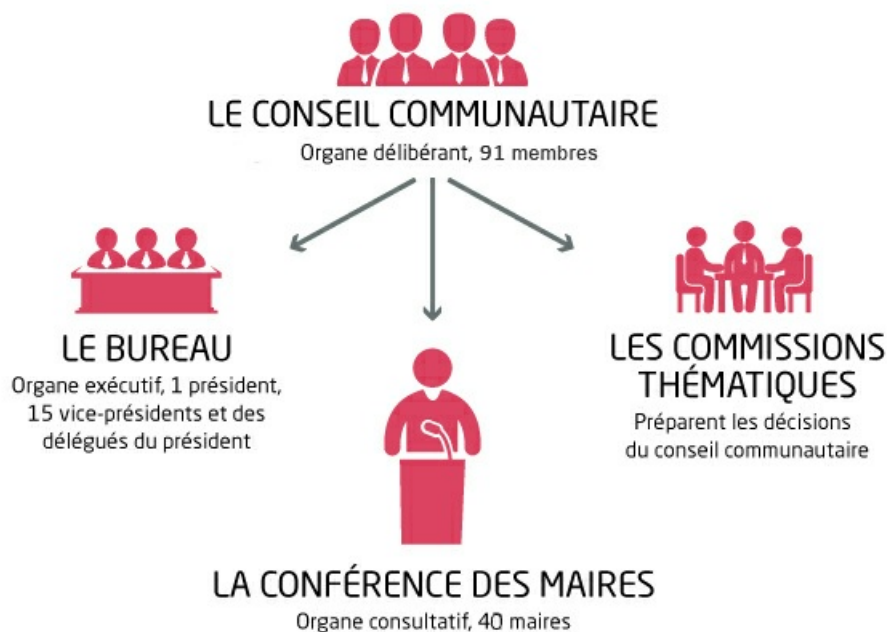 LE CONSEIL COMMUNAUTAIRE
Organe délibérant, 91 membres
LE BUREAU
Organe exécutif, 1 président,
15 vice-présidents et des
délégués du président
LES COMMISSIONS
THÉMATIQUES
Préparent les décisions
du conseil communautaire
LA CONFÉRENCE DES MAIRES
Organe consultatif, 40 maires